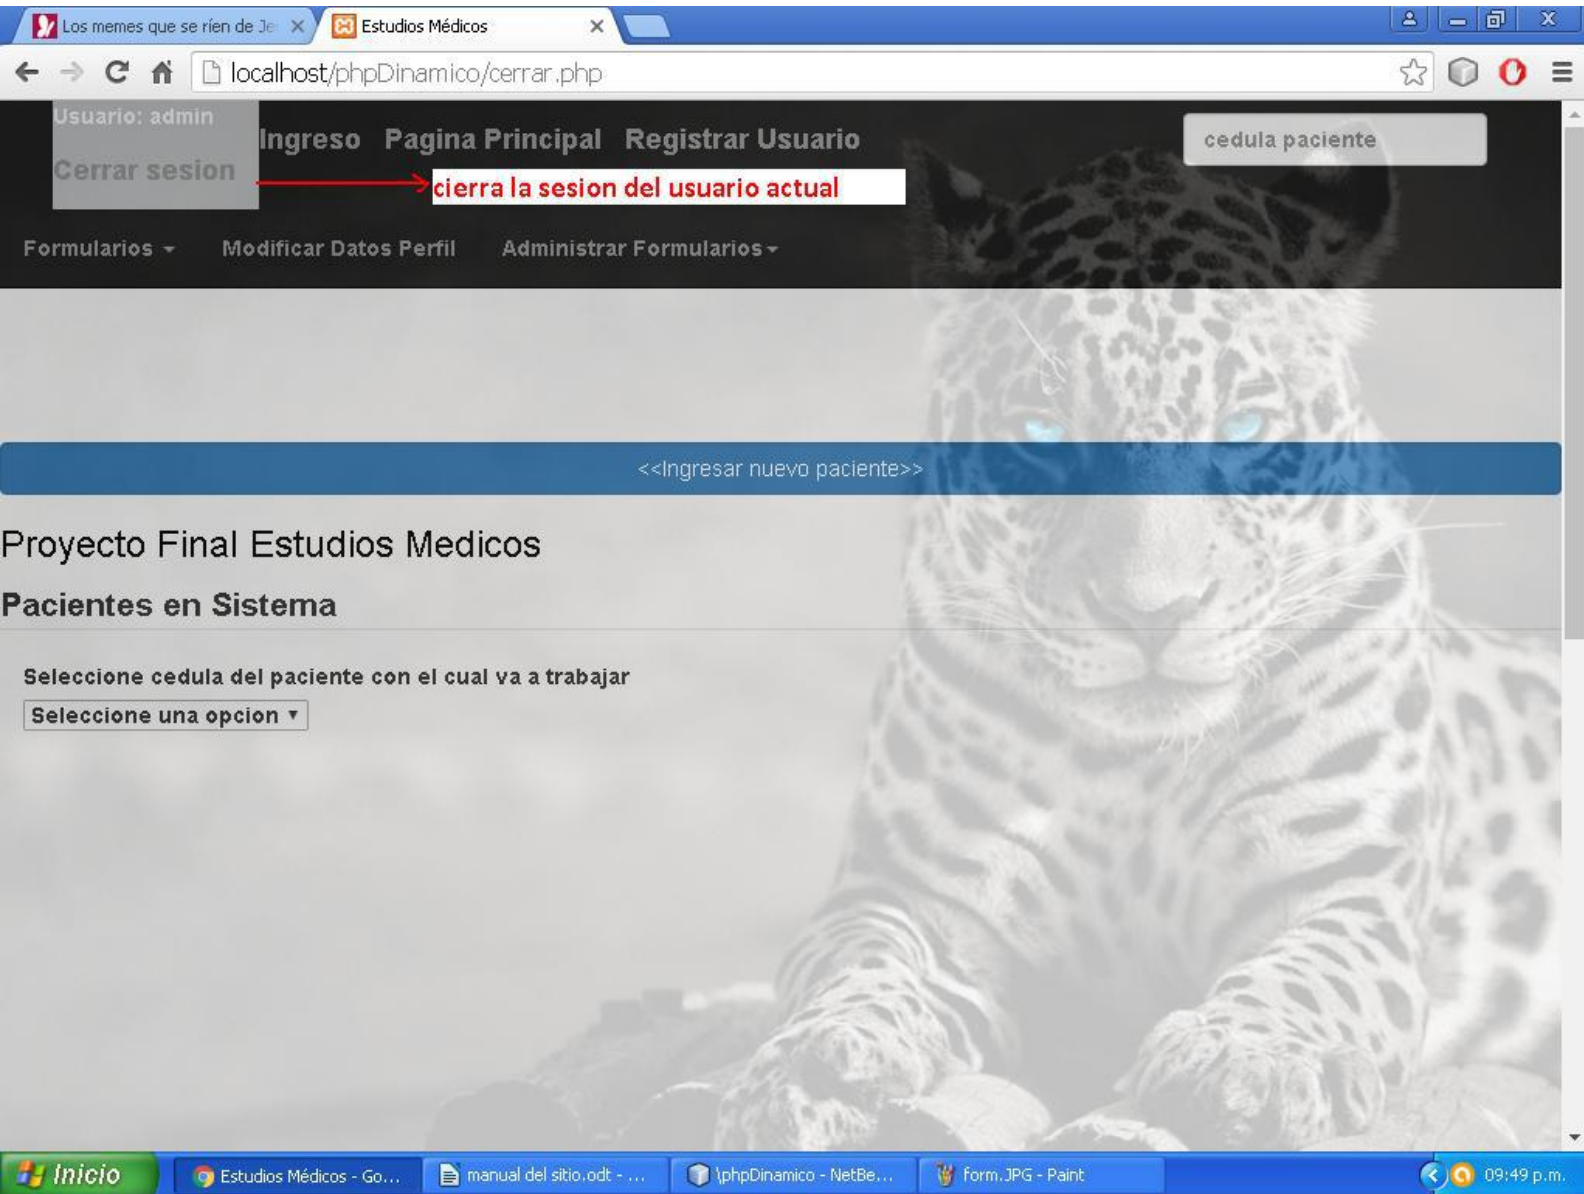 Los memes que se ríen de Je
Estudios Médicos
localhost/phpDinamico/cerrar.php
Usuario: admin
Cerrar sesion
Ingreso Pagina Principal Registrar Usuario
cedula paciente
cierra la sesion del usuario actual
Formularios Modificar Datos Perfil Administrar Formularios
<<Ingresar nuevo paciente>>
Proyecto Final Estudios Medicos
Pacientes en Sistema
Seleccione cedula del paciente con el cual va a trabajar
Seleccione una opcion
Inicio
Estudios Médicos - Go...
manual del sitio.odt - ...
\phpDinamico - NetBe...
form.JPG - Paint
09:49 p.m.